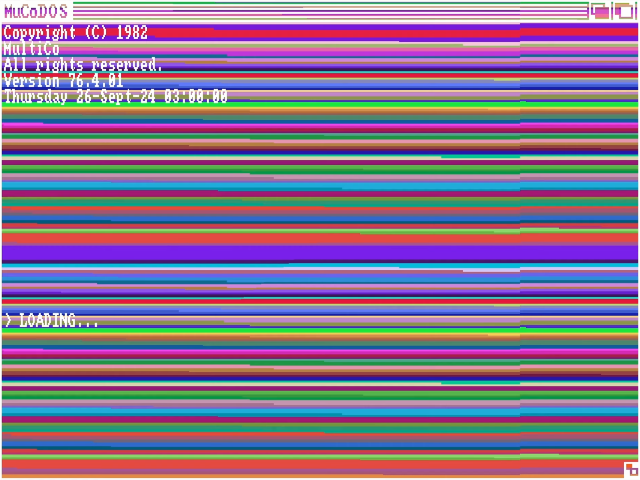 MuCoDOS
Copyright (C) 1982
MultiCo
All rights reserved.
Version 76.4.01
Thursday 26-Sept-24 03:00:00
> LOADING...